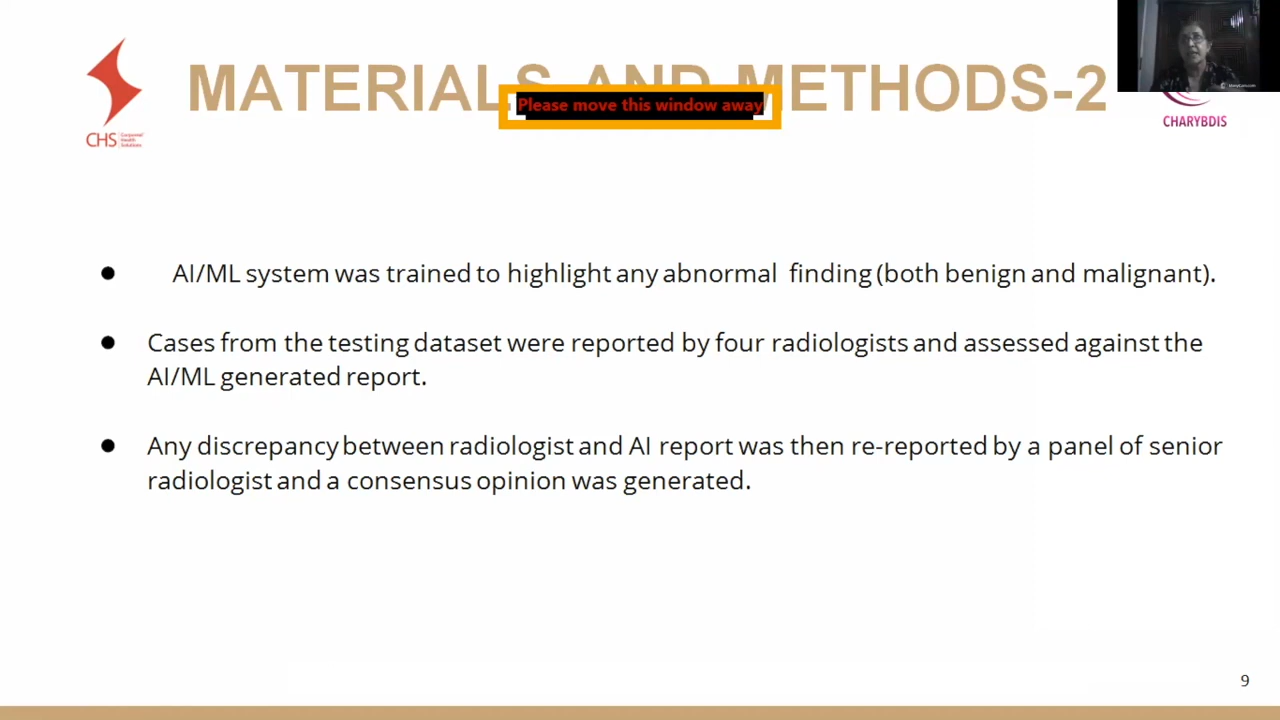 MATERIALS AND METHODS-2
Please move this window away
CHS
CHARYBDIS
● AI/ML system was trained to highlight any abnormal finding (both benign and malignant).
● Cases from the testing dataset were reported by four radiologists and assessed against the
AI/ML generated report.
● Any discrepancy between radiologist and AI report was then re-reported by a panel of senior
radiologist and a consensus opinion was generated.
9